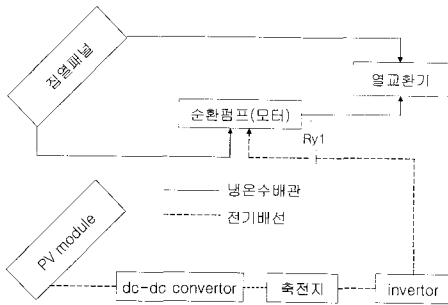 집열패널
열교환기
순환펌프(모터)
Ry1
냉온수배관
전기배선
PV module
dc-dc convertor
축전지
invertor